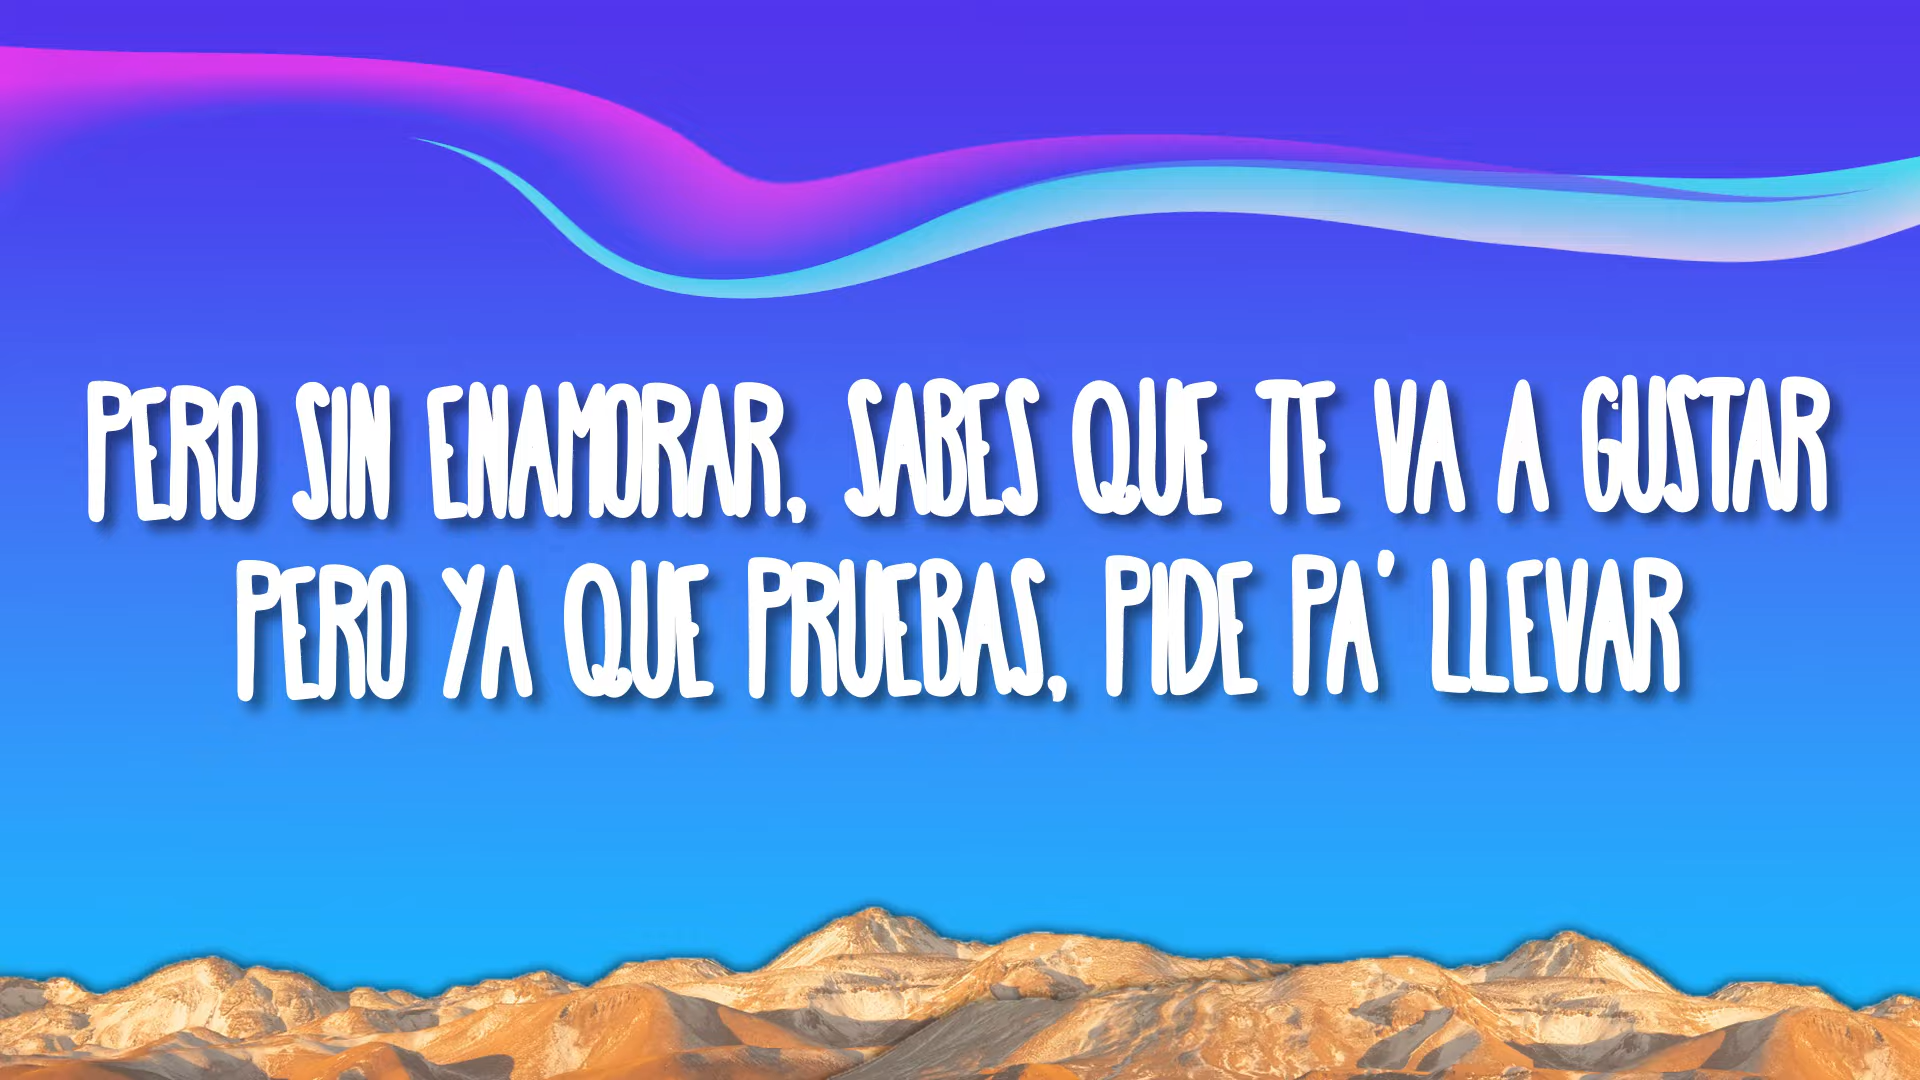 PERO SIN ENAMORAR, SABES QUE TE VA A GUSTAR
PERO YA QUE PRUEBAS, PIDE PA' LLEVAR